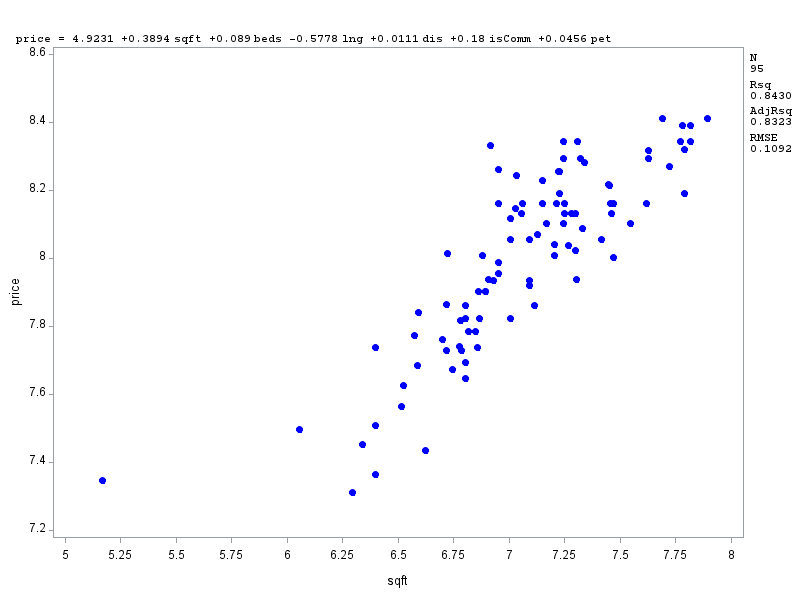 price = 4.9231 +0.3894 sqft +0.089 beds -0.5778 lng +0.0111 dis +0.18 isComm +0.0456 pet
8.6
8.4
8.2
8
7.8
7.6
7.4
7.2
price
N
95
Rsq
0.8430
AdjRsq
0.8323
RMSE
0.1092
5 5.25 5.5 5.75 6 6.25 6.5 6.75 7 7.25 7.5 7.75 8
sqft